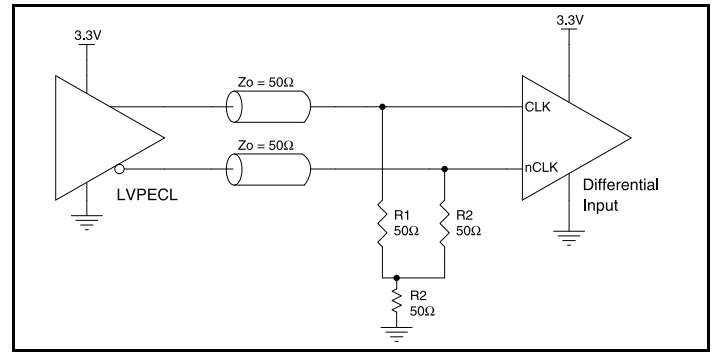 3.3V
3.3V
Zo = 50Ω
CLK
Zo = 50Ω
nCLK
LVPECL
Differential
Input
R1
50Ω
R2
50Ω
R2
50Ω